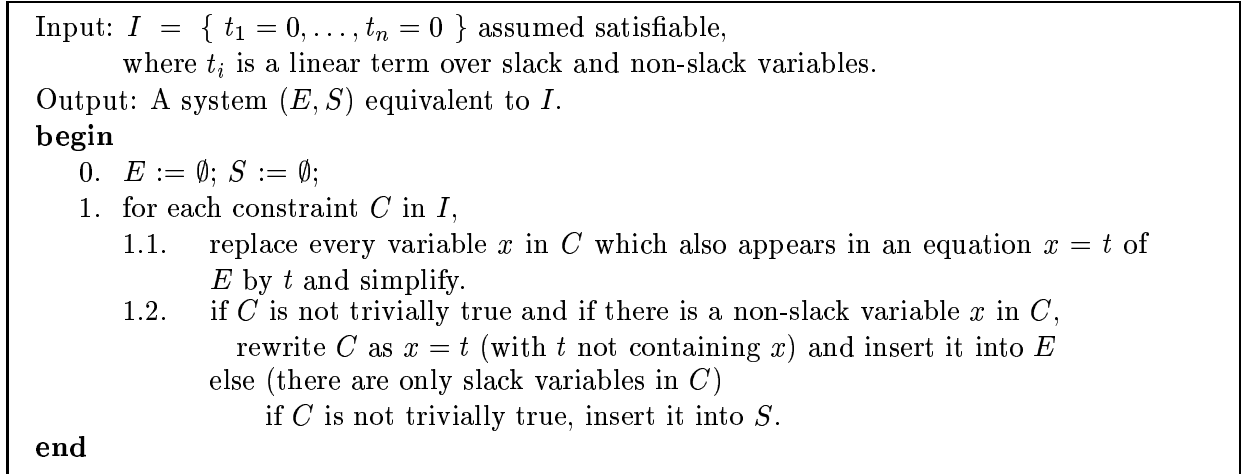 Input: I = { t₁ = 0, . . . , tₙ = 0 } assumed satisfiable,
where tᵢ is a linear term over slack and non-slack variables.
Output: A system (E, S) equivalent to I.
begin
0. E := ∅; S := ∅;
1. for each constraint C in I,
1.1. replace every variable x in C which also appears in an equation x = t of
E by t and simplify.
1.2. if C is not trivially true and if there is a non-slack variable x in C,
rewrite C as x = t (with t not containing x) and insert it into E
else (there are only slack variables in C)
if C is not trivially true, insert it into S.
end